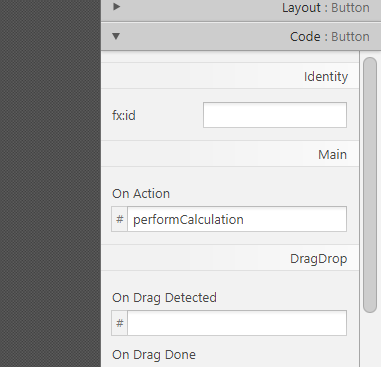 Layout : Button
Code : Button
Identity
fx:id
Main
On Action
# performCalculation
DragDrop
On Drag Detected
#
On Drag Done